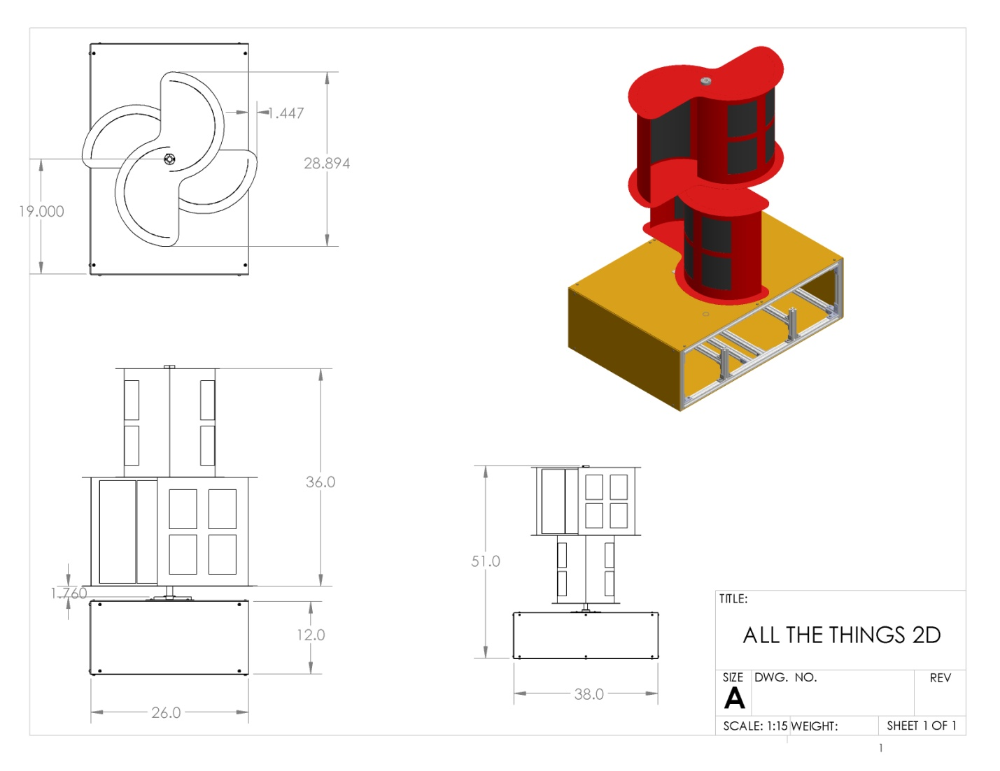 1.447
28.894
19.000
36.0
1.760
12.0
26.0
51.0
38.0
TITLE:
ALL THE THINGS 2D
SIZE DWG. NO. REV
A
SCALE: 1:15 WEIGHT: SHEET 1 OF 1
1